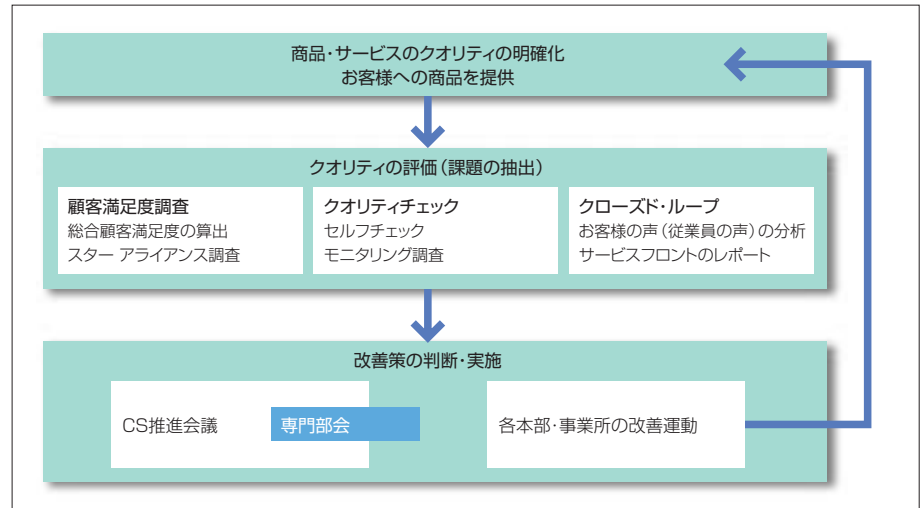 商品・サービスのクオリティの明確化
お客様への商品を提供
クオリティの評価（課題の抽出）
顧客満足度調査
総合顧客満足度の算出
スター アライアンス調査
クオリティチェック
セルフチェック
モニタリング調査
クローズド・ループ
お客様の声（従業員の声）の分析
サービスフロントのレポート
改善策の判断・実施
CS推進会議
専門部会
各本部・事業所の改善運動